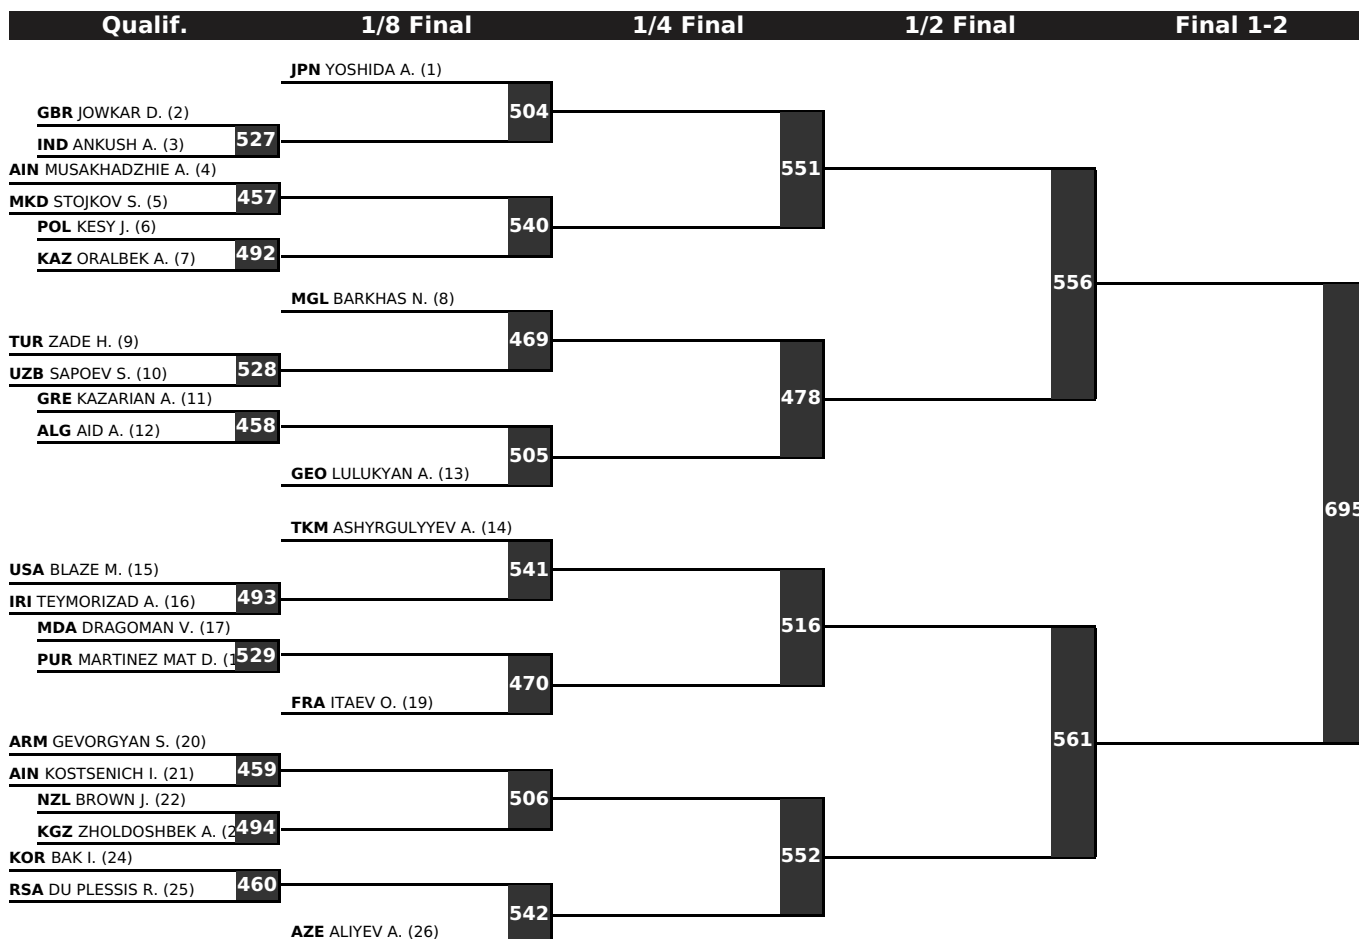 Qualif. 1/8 Final 1/4 Final 1/2 Final Final 1-2
JPN YOSHIDA A. (1)
504
GBR JOWKAR D. (2)
527
IND ANKUSH A. (3)
551
AIN MUSAKHADZHIE A. (4)
457
MKD STOJKOV S. (5)
540
POL KESY J. (6)
492
KAZ ORALBEK A. (7)
556
MGL BARKHAS N. (8)
469
TUR ZADE H. (9)
528
UZB SAPOEV S. (10)
478
GRE KAZARIAN A. (11)
458
ALG AID A. (12)
505
GEO LULUKYAN A. (13)
695
TKM ASHYRGULYYEV A. (14)
541
USA BLAZE M. (15)
493
IRI TEYMORIZAD A. (16)
516
MDA DRAGOMAN V. (17)
529
PUR MARTINEZ MAT D. (1
470
FRA ITAEV O. (19)
561
ARM GEVORGYAN S. (20)
459
AIN KOSTSENICH I. (21)
506
NZL BROWN J. (22)
494
KGZ ZHOLDOSHBEK A. (2
552
KOR BAK I. (24)
460
RSA DU PLESSIS R. (25)
542
AZE ALIYEV A. (26)